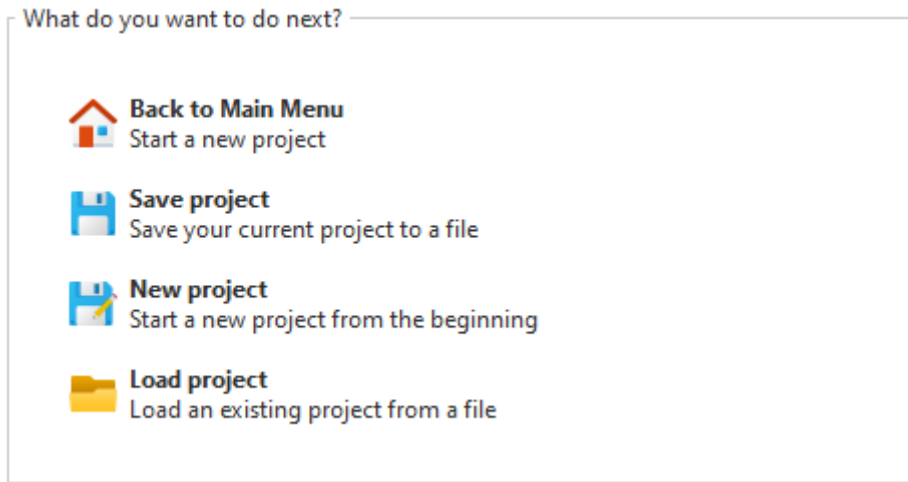 What do you want to do next?
Back to Main Menu
Start a new project
Save project
Save your current project to a file
New project
Start a new project from the beginning
Load project
Load an existing project from a file